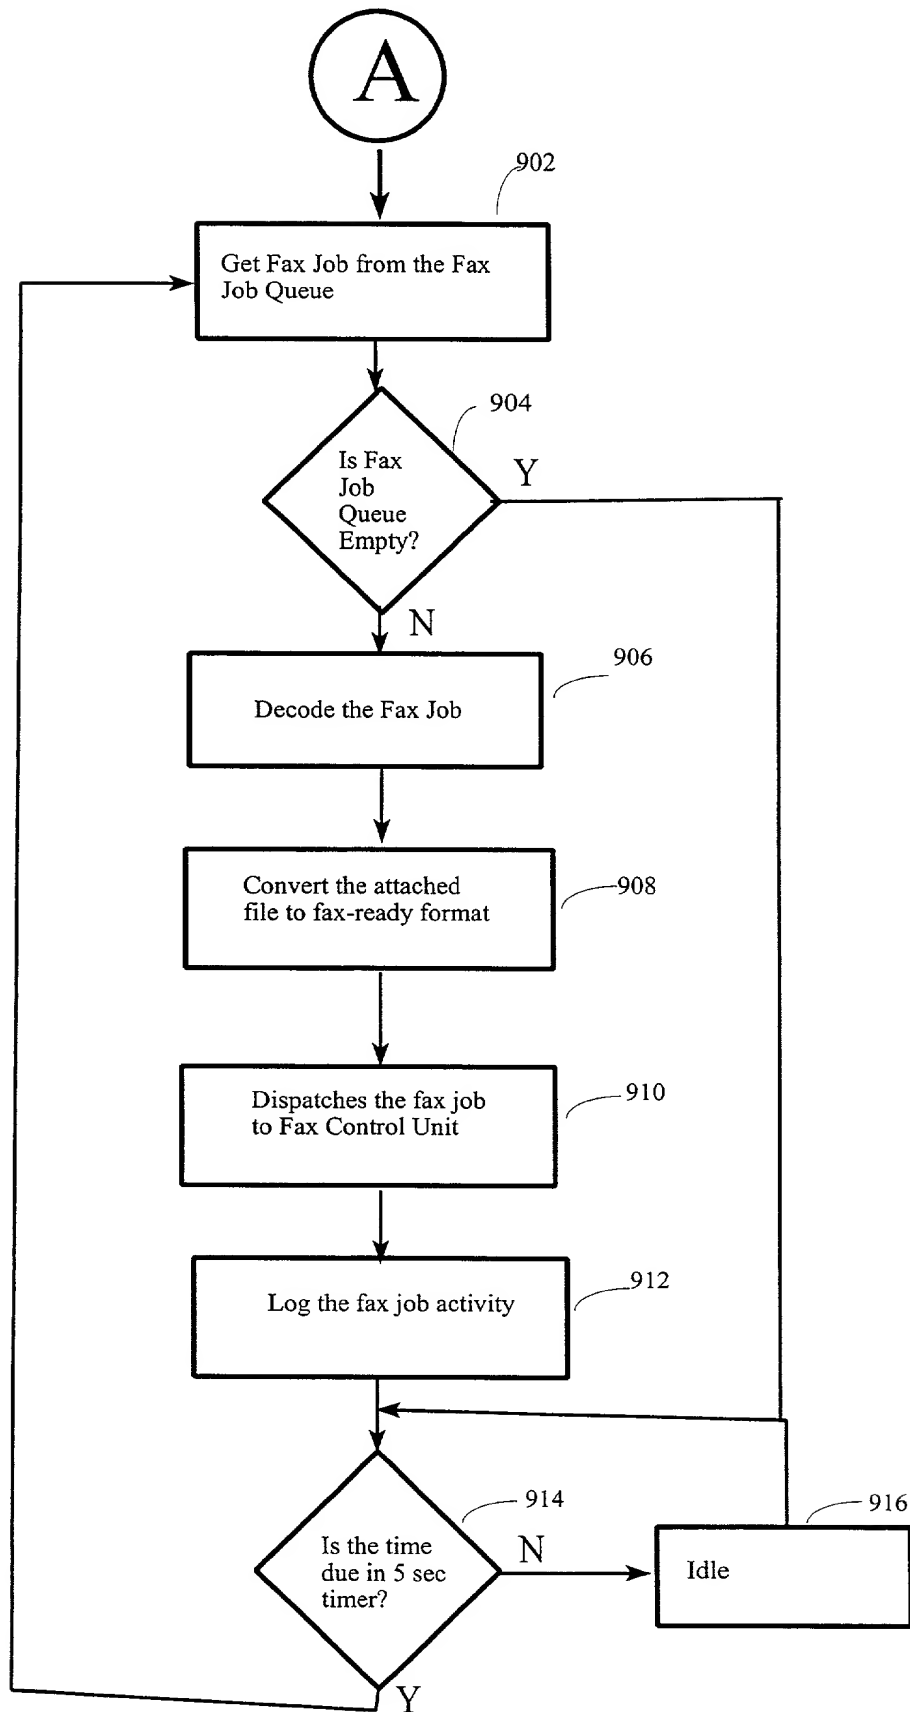 A
902
Get Fax Job from the Fax
Job Queue
904
Is Fax
Job
Queue
Empty?
Y
N
906
Decode the Fax Job
Convert the attached
file to fax-ready format
908
Dispatches the fax job
to Fax Control Unit
910
Log the fax job activity
912
914
Is the time
due in 5 sec
timer?
N
916
Idle
Y